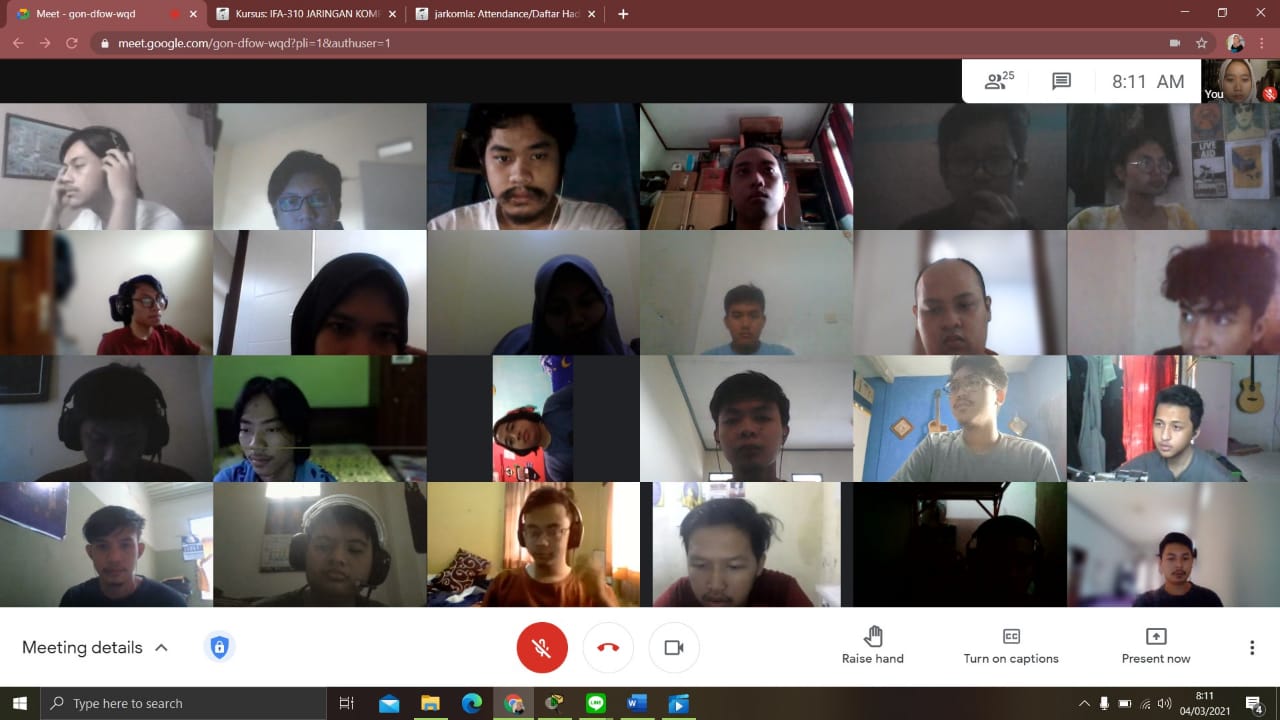 Meet - gon-dfow-wqd
Kursus: IFA-310 JARINGAN KOMP
jarkomla: Attendance/Daftar Had
meet.google.com/gon-dfow-wqd?pli=1&authuser=1
25
8:11 AM
You
LIVE
AID
Meeting details
Raise hand
Turn on captions
Present now
Type here to search
8:11
04/03/2021
4